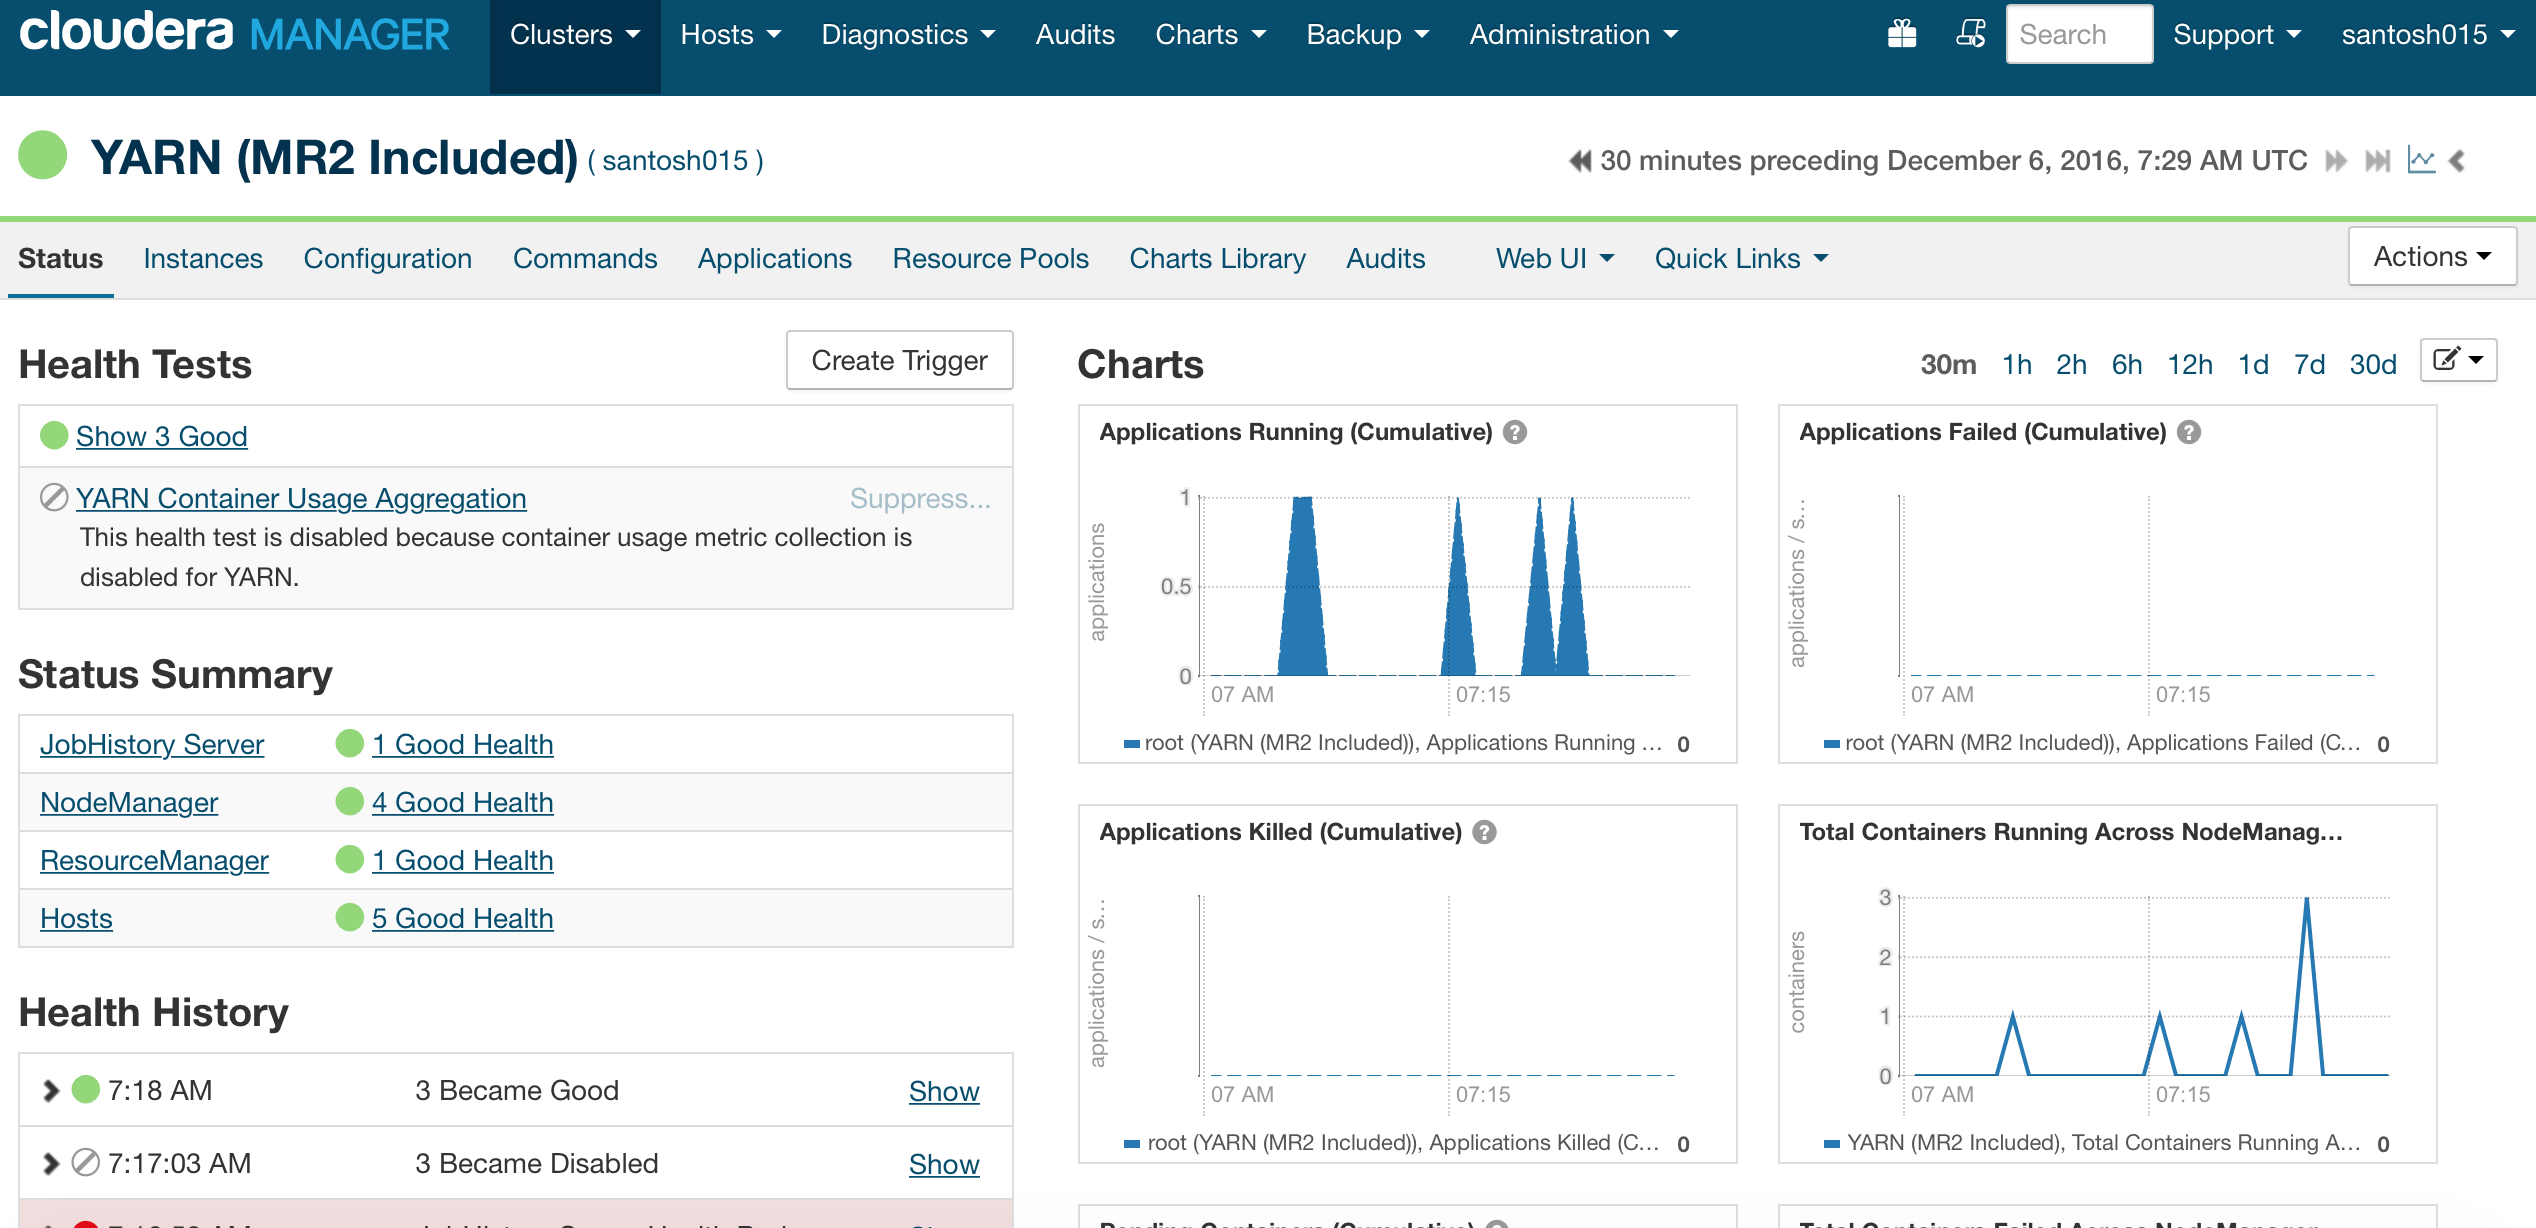 cloudera MANAGER
Clusters
Hosts
Diagnostics
Audits
Charts
Backup
Administration
Search
Support
santosh015
YARN (MR2 Included) ( santosh015 )
30 minutes preceding December 6, 2016, 7:29 AM UTC
Status
Instances
Configuration
Commands
Applications
Resource Pools
Charts Library
Audits
Web UI
Quick Links
Actions
Health Tests
Create Trigger
Show 3 Good
YARN Container Usage Aggregation
Suppress...
This health test is disabled because container usage metric collection is
disabled for YARN.
Status Summary
JobHistory Server
1 Good Health
NodeManager
4 Good Health
ResourceManager
1 Good Health
Hosts
5 Good Health
Health History
7:18 AM
3 Became Good
Show
7:17:03 AM
3 Became Disabled
Show
Charts
30m 1h 2h 6h 12h 1d 7d 30d
Applications Running (Cumulative) ?
applications
1
0.5
0
07 AM
07:15
root (YARN (MR2 Included)), Applications Running … 0
Applications Failed (Cumulative) ?
applications / s…
07 AM
07:15
root (YARN (MR2 Included)), Applications Failed (C… 0
Applications Killed (Cumulative) ?
applications / s…
07 AM
07:15
root (YARN (MR2 Included)), Applications Killed (C… 0
Total Containers Running Across NodeManag…
containers
3
2
1
0
07 AM
07:15
YARN (MR2 Included), Total Containers Running A… 0
Pending Containers (Cumulative)
Total Containers Failed Across NodeManager